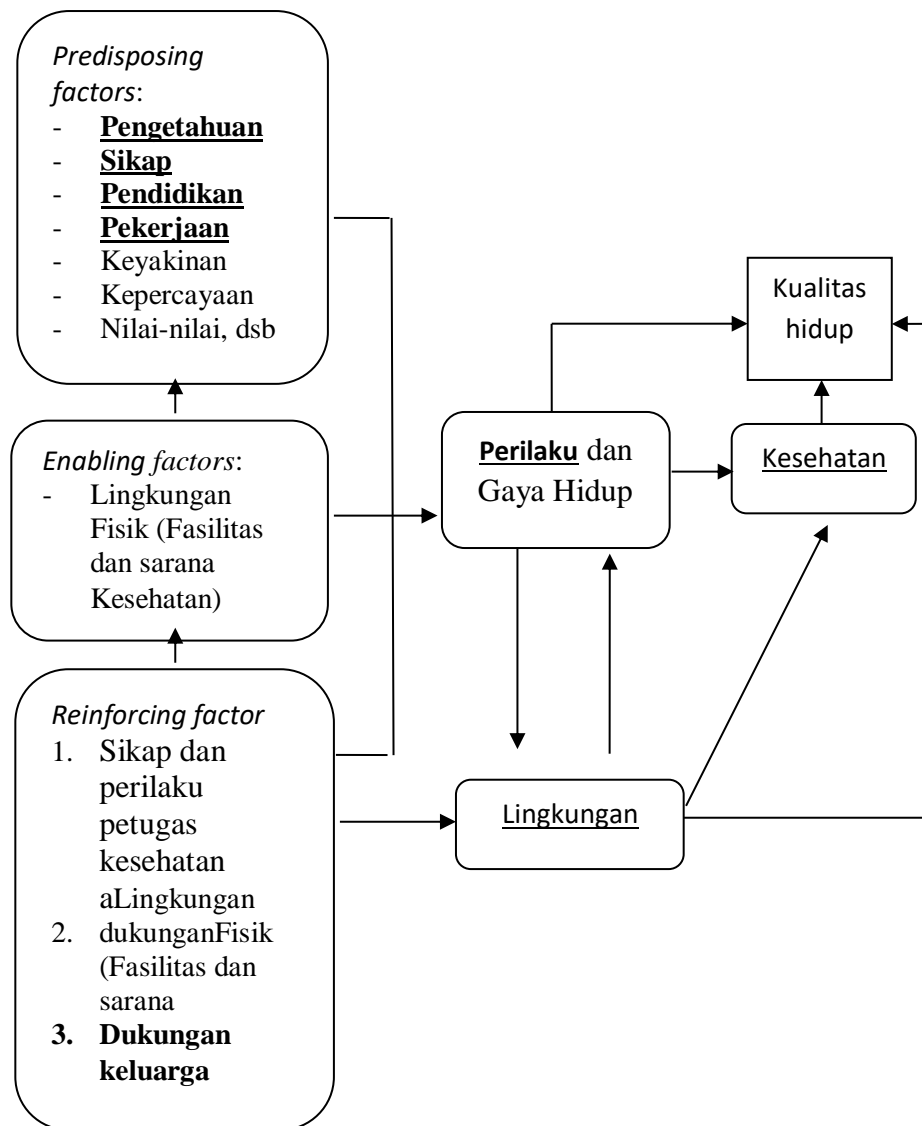 Predisposing
factors:
- Pengetahuan
- Sikap
- Pendidikan
- Pekerjaan
- Keyakinan
- Kepercayaan
- Nilai-nilai, dsb
Enabling factors:
- Lingkungan
Fisik (Fasilitas
dan sarana
Kesehatan)
Reinforcing factor
1. Sikap dan
perilaku
petugas
kesehatan
aLingkungan
2. dukunganFisik
(Fasilitas dan
sarana
3. Dukungan
keluarga
Perilaku dan
Gaya Hidup
Lingkungan
Kualitas
hidup
Kesehatan